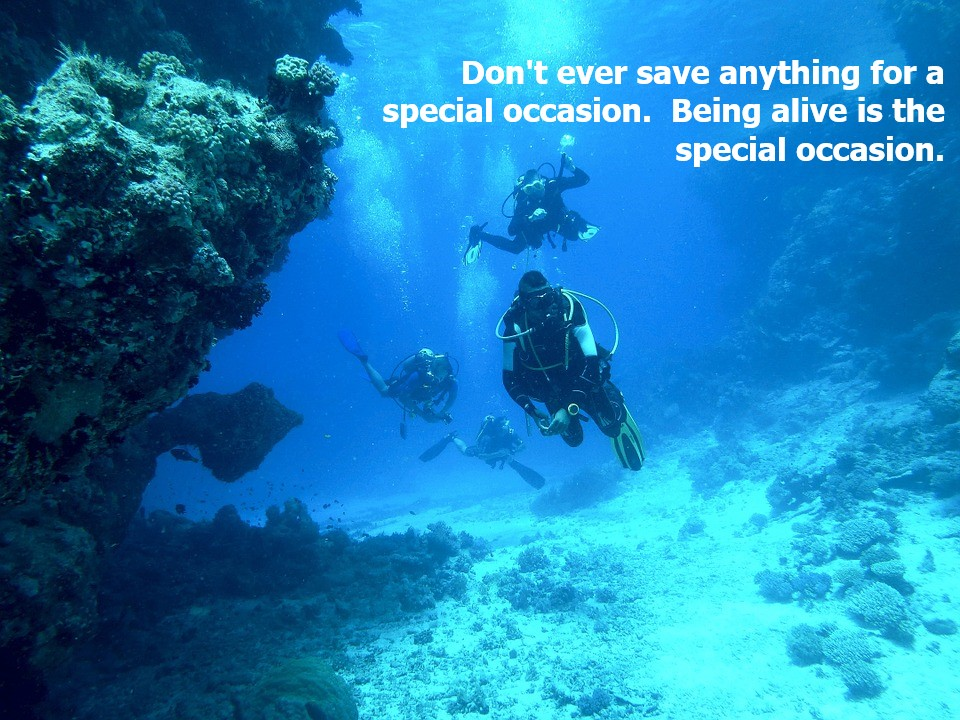 Don't ever save anything for a
special occasion.  Being alive is the
special occasion.